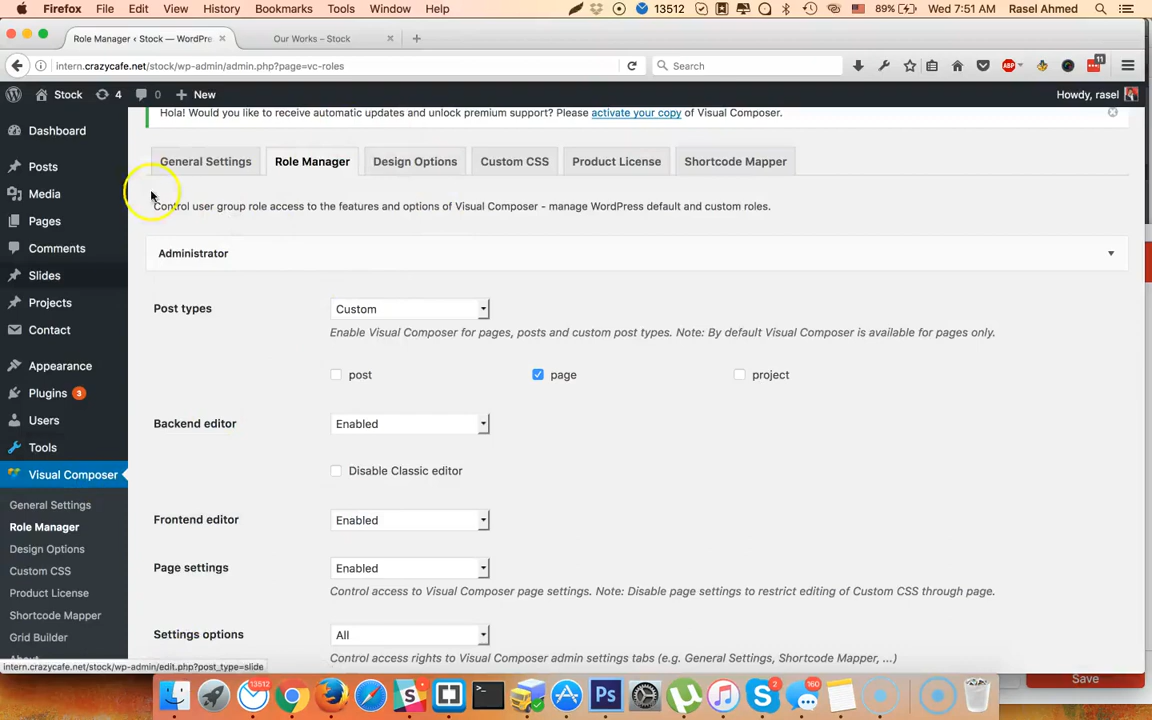 Firefox File Edit View History Bookmarks Tools Window Help 13512 89% Wed 7:51 AM Rasel Ahmed
Role Manager ‹ Stock — WordPre... Our Works – Stock
intern.crazycafe.net/stock/wp-admin/admin.php?page=vc-roles Search ABP 11
Stock 4 0 New Howdy, rasel
Hola! Would you like to receive automatic updates and unlock premium support? Please activate your copy of Visual Composer.
Dashboard
Posts
Media
Pages
Comments
Slides
Projects
Contact
Appearance
Plugins 3
Users
Tools
Visual Composer
General Settings
Role Manager
Design Options
Custom CSS
Product License
Shortcode Mapper
Grid Builder
intern.crazycafe.net/stock/wp-admin/edit.php?post_type=slide
General Settings Role Manager Design Options Custom CSS Product License Shortcode Mapper
Control user group role access to the features and options of Visual Composer - manage WordPress default and custom roles.
Administrator
Post types Custom
Enable Visual Composer for pages, posts and custom post types. Note: By default Visual Composer is available for pages only.
post page project
Backend editor Enabled
Disable Classic editor
Frontend editor Enabled
Page settings Enabled
Control access to Visual Composer page settings. Note: Disable page settings to restrict editing of Custom CSS through page.
Settings options All
Control access rights to Visual Composer admin settings tabs (e.g. General Settings, Shortcode Mapper, ...)
Save
13512 Ps 2 160